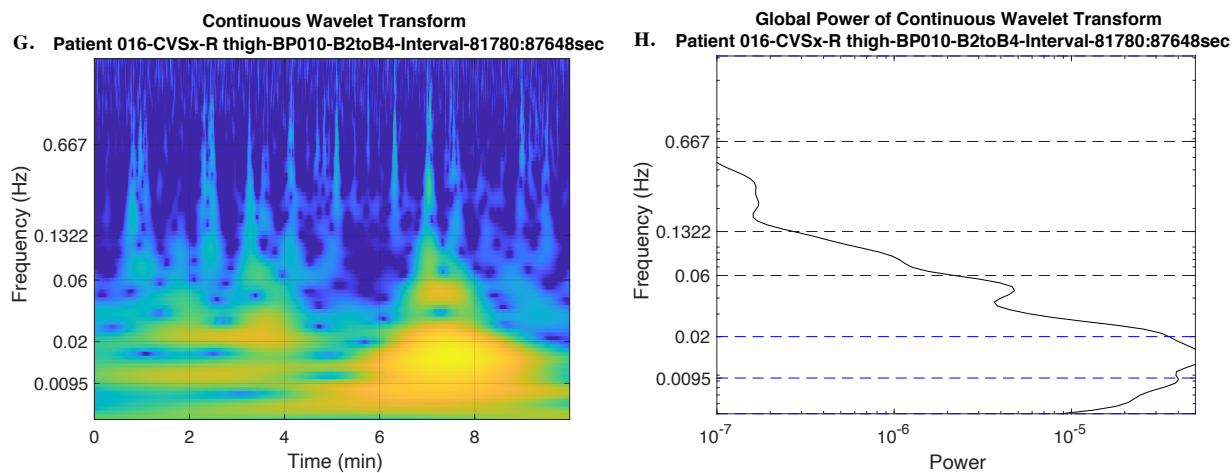 G.
Continuous Wavelet Transform
Patient 016-CVSx-R thigh-BP010-B2toB4-Interval-81780:87648sec
Frequency (Hz)
0.667
0.1322
0.06
0.02
0.0095
0 2 4 6 8
Time (min)
H.
Global Power of Continuous Wavelet Transform
Patient 016-CVSx-R thigh-BP010-B2toB4-Interval-81780:87648sec
Frequency (Hz)
0.667
0.1322
0.06
0.02
0.0095
10-7 10-6 10-5
Power